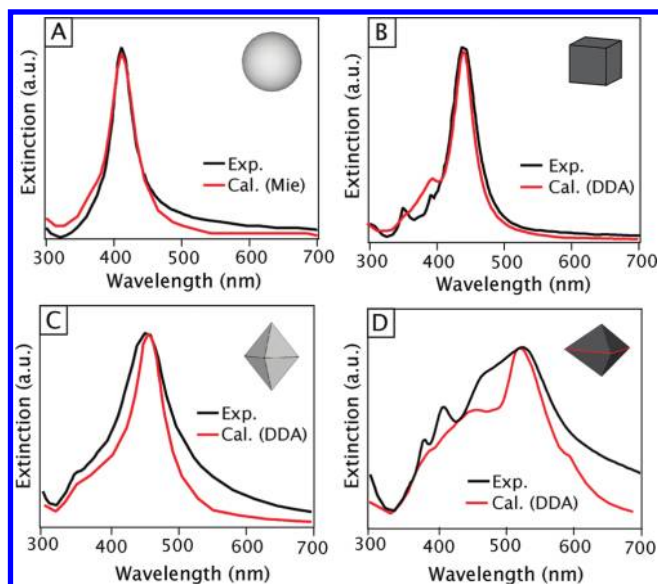 A
Extinction (a.u.)
Exp.
Cal. (Mie)
300 400 500 600 700
Wavelength (nm)
B
Extinction (a.u.)
Exp.
Cal. (DDA)
300 400 500 600 700
Wavelength (nm)
C
Extinction (a.u.)
Exp.
Cal. (DDA)
300 400 500 600 700
Wavelength (nm)
D
Extinction (a.u.)
Exp.
Cal. (DDA)
300 400 500 600 700
Wavelength (nm)